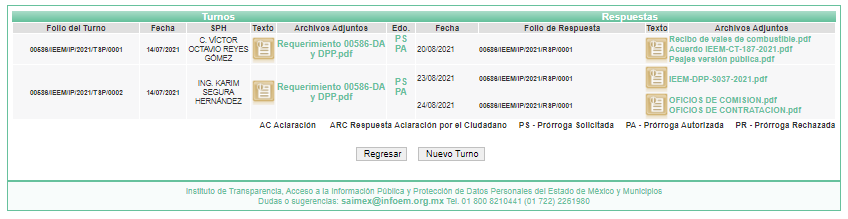 Turnos Respuestas
Folio del Turno Fecha SPH Texto Archivos Adjuntos Edo. Fecha Folio de Respuesta Texto Archivos Adjuntos
00586/IEEM/IP/2021/TSP/0001 14/07/2021
C. VÍCTOR
OCTAVIO REYES
GÓMEZ
Requerimiento 00586-DA
y DPP.pdf
PS
PA
20/08/2021 00586/IEEM/IP/2021/RSP/0001
Recibo de vales de combustible.pdf
Acuerdo IEEM-CT-187-2021.pdf
Peajes versión pública.pdf
00586/IEEM/IP/2021/TSP/0002 14/07/2021
ING. KARIM
SEGURA
HERNÁNDEZ
Requerimiento 00586-DA
y DPP.pdf
PS
PA
23/08/2021 00586/IEEM/IP/2021/RSP/0001 IEEM-DPP-3037-2021.pdf
24/08/2021 00586/IEEM/IP/2021/RSP/0001
OFICIOS DE COMISION.pdf
OFICIOS DE CONTRATACION.pdf
AC Aclaración ARC Respuesta Aclaración por el Ciudadano PS - Prórroga Solicitada PA - Prórroga Autorizada PR - Prórroga Rechazada
Regresar Nuevo Turno
Instituto de Transparencia, Acceso a la Información Pública y Protección de Datos Personales del Estado de México y Municipios
Dudas o sugerencias: saimex@infoem.org.mx Tel. 01 800 8210441 (01 722) 2261980